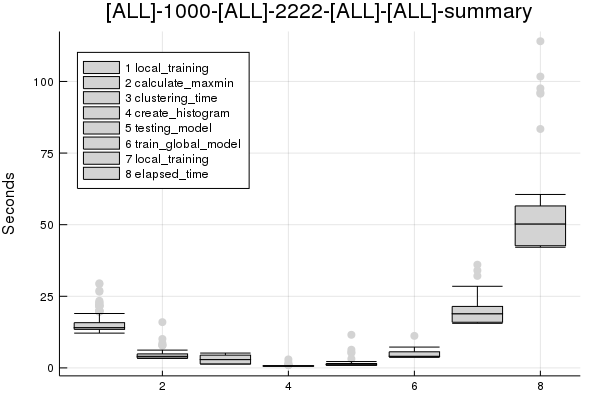 [ALL]-1000-[ALL]-2222-[ALL]-[ALL]-summary
1 local_training
2 calculate_maxmin
3 clustering_time
4 create_histogram
5 testing_model
6 train_global_model
7 local_training
8 elapsed_time
Seconds
100
75
50
25
0
2
4
6
8